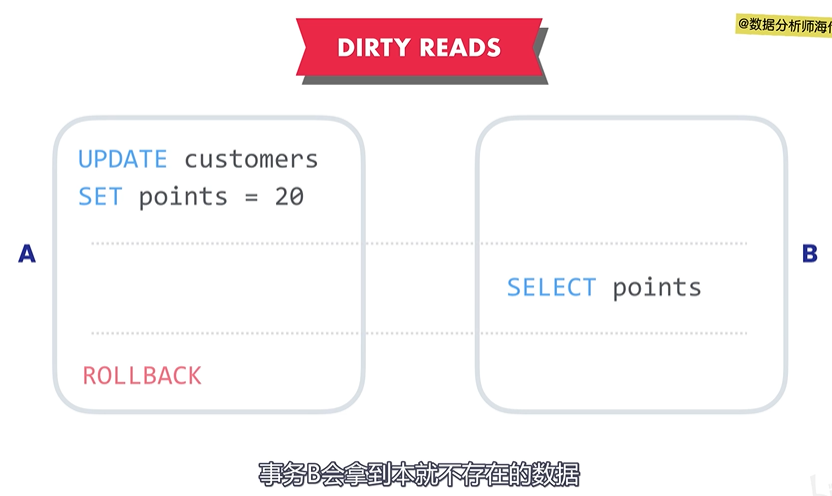 DIRTY READS
@数据分析师海
UPDATE customers
SET points = 20
A
B
SELECT points
ROLLBACK
事务B会拿到本就不存在的数据